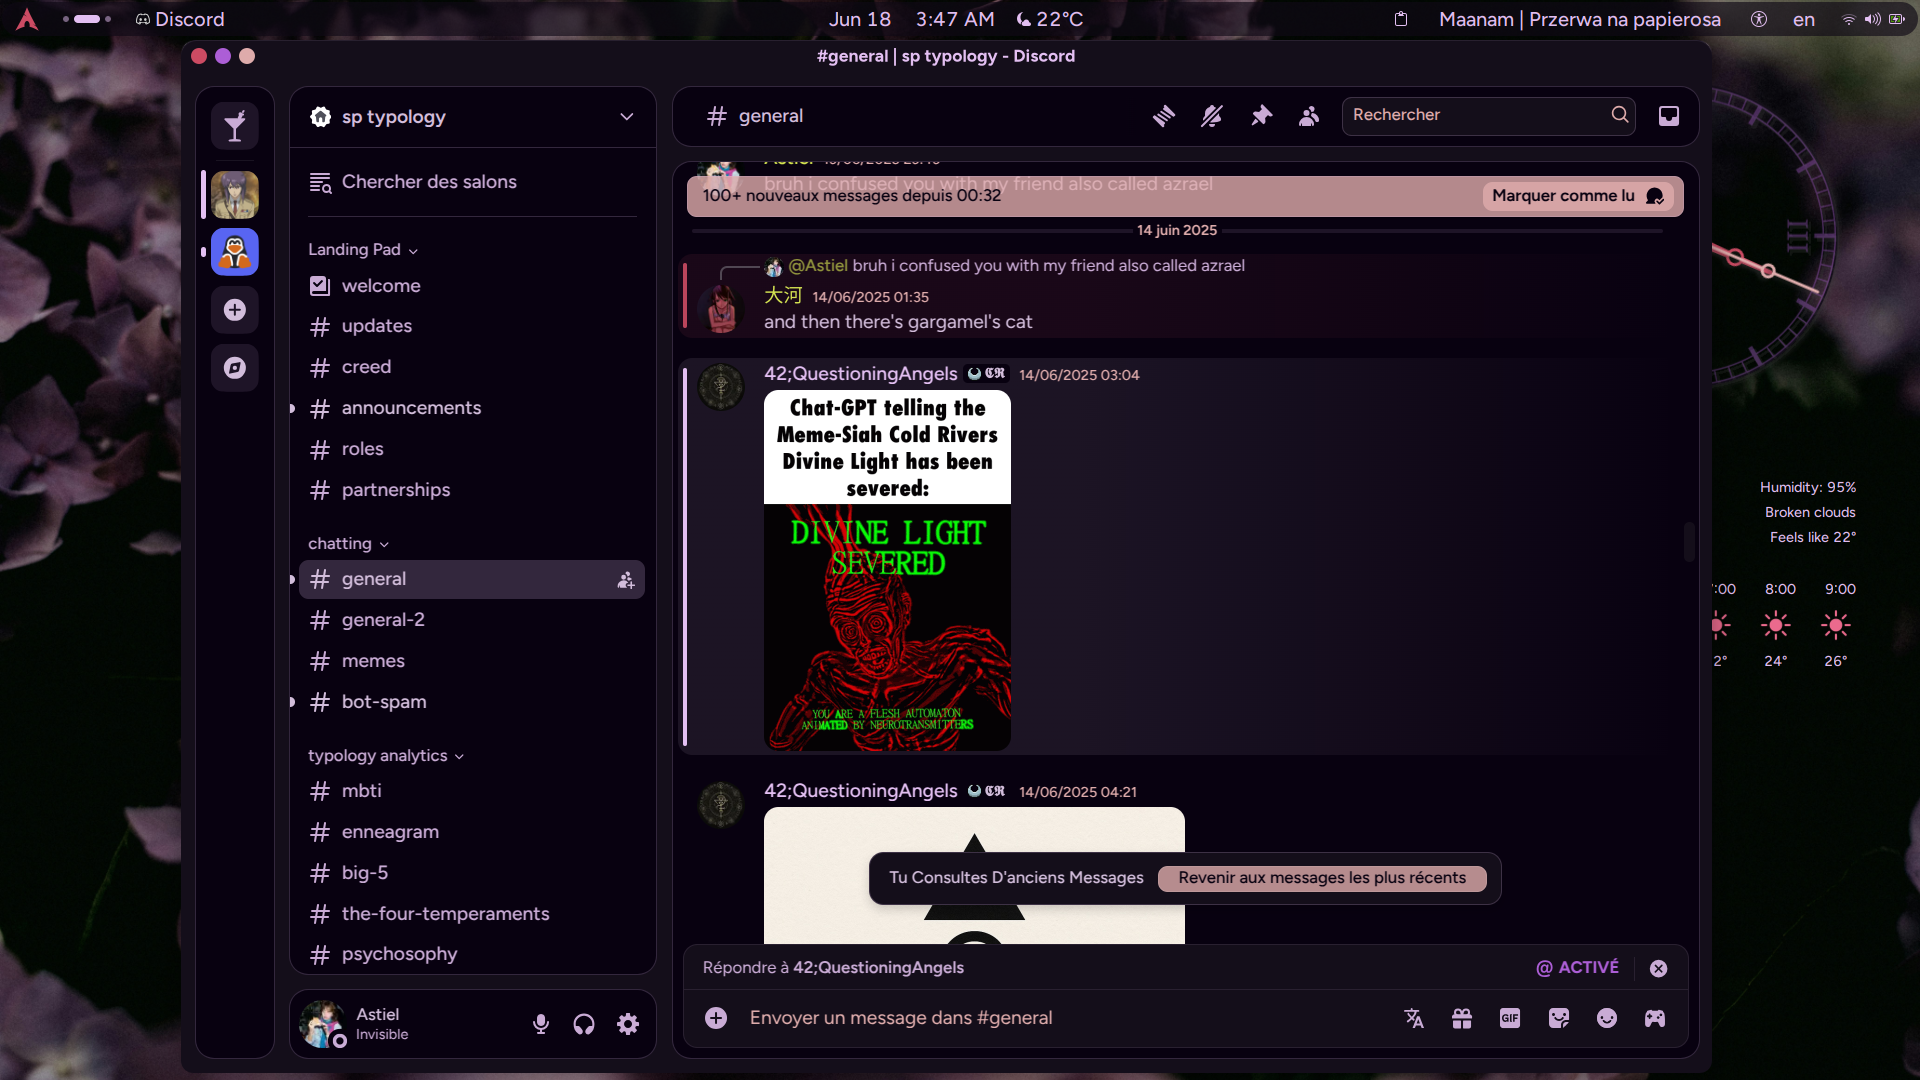 Discord
Jun 18 3:47 AM 22°C
Maanam | Przerwa na papierosa
en
#general | sp typology - Discord
sp typology
Chercher des salons
Landing Pad
welcome
updates
creed
announcements
roles
partnerships
chatting
general
general-2
memes
bot-spam
typology analytics
mbti
enneagram
big-5
the-four-temperaments
psychosophy
Astiel
Invisible
general
Rechercher
bruh i confused you with my friend also called azrael
100+ nouveaux messages depuis 00:32
Marquer comme lu
14 juin 2025
@Astiel bruh i confused you with my friend also called azrael
大河 14/06/2025 01:35
and then there's gargamel's cat
42;QuestioningAngels 14/06/2025 03:04
Chat-GPT telling the
Meme-Siah Cold Rivers
Divine Light has been
severed:
DIVINE LIGHT
SEVERED
YOU ARE A FLESH AUTOMATON
ANIMATED BY NEUROTRANSMITTERS
42;QuestioningAngels 14/06/2025 04:21
Tu Consultes D'anciens Messages
Revenir aux messages les plus récents
Répondre à 42;QuestioningAngels
@ ACTIVÉ
Envoyer un message dans #general
GIF
III
Humidity: 95%
Broken clouds
Feels like 22°
:00 8:00 9:00
2° 24° 26°